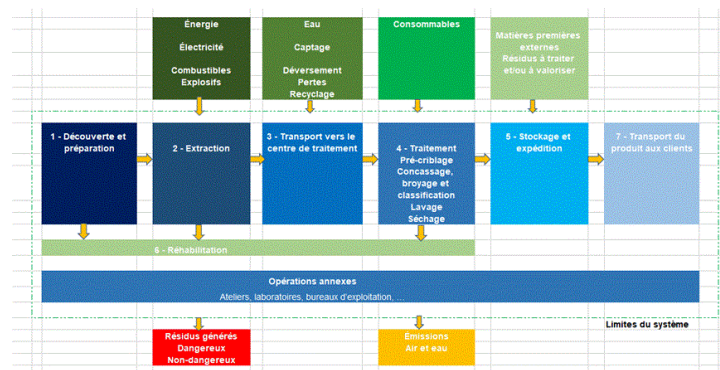 Énergie
Électricité
Combustibles
Explosifs
Eau
Captage
Déversement
Pertes
Recyclage
Consommables
Matières premières
externes
Résidus à traiter
et/ou à valoriser
1 - Découverte et
préparation
2 - Extraction
3 - Transport vers le
centre de traitement
4 - Traitement
Pré-criblage
Concassage,
broyage et
classification
Lavage
Séchage
5 - Stockage et
expédition
7 - Transport du
produit aux clients
6 - Réhabilitation
Opérations annexes
Ateliers, laboratoires, bureaux d'exploitation, ...
Limites du système
Résidus générés
Dangereux
Non-dangereux
Emissions
Air et eau